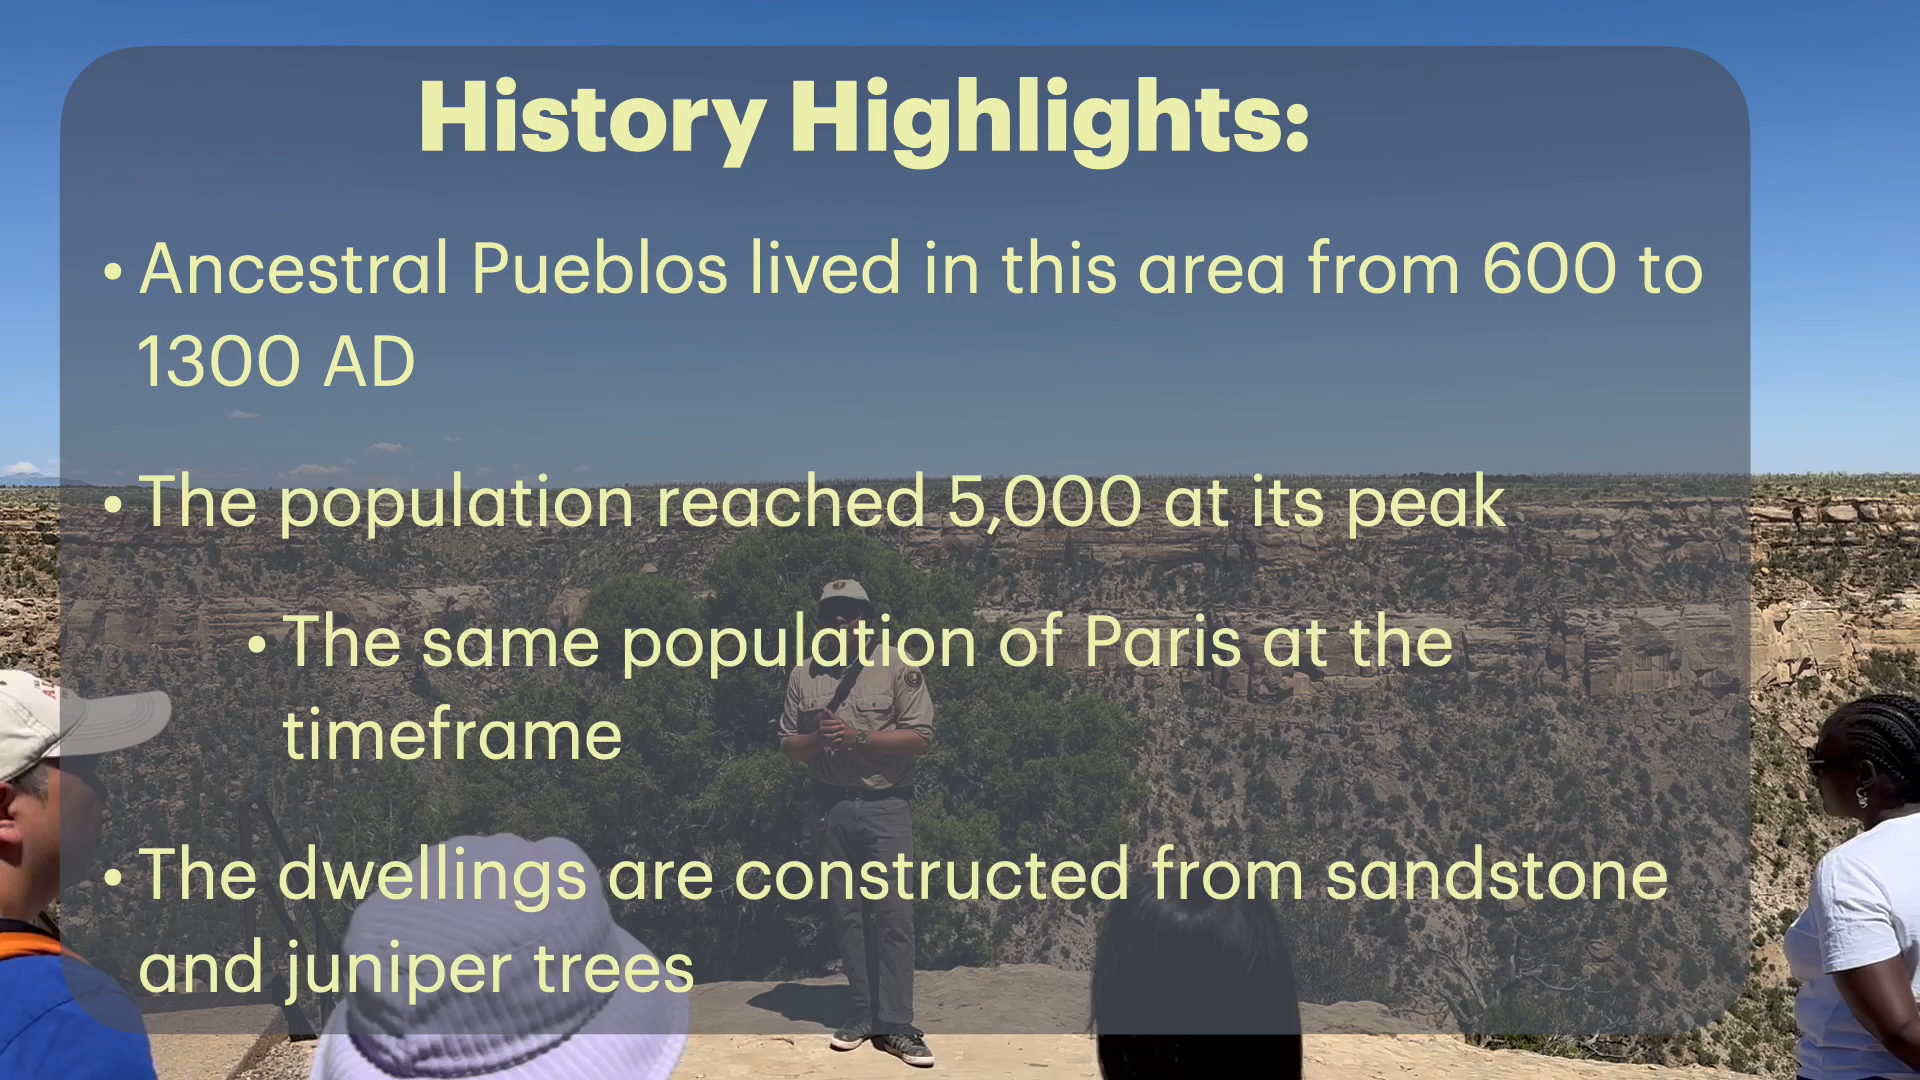 History Highlights:
• Ancestral Pueblos lived in this area from 600 to
1300 AD
• The population reached 5,000 at its peak
• The same population of Paris at the
timeframe
• The dwellings are constructed from sandstone
and juniper trees